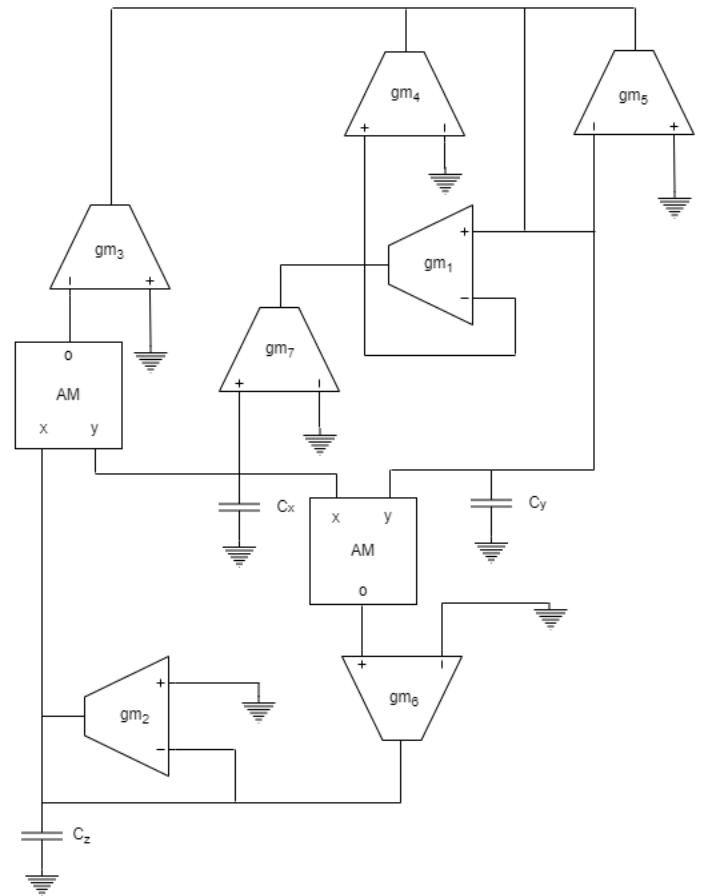 gm₄
+ −
gm₅
− +
gm₃
− +
+
gm₁
−
gm₇
+ −
o
AM
x y
Cx
x y
AM
o
Cy
+ −
gm₆
+
gm₂
−
Cz